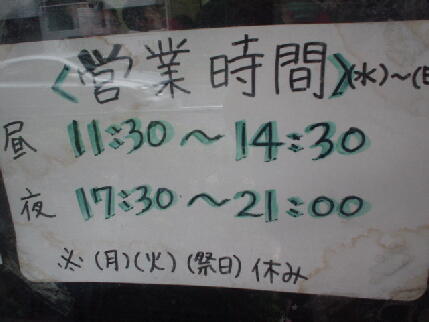 〈営業時間〉(水)～(日
昼 11:30～14:30
夜 17:30～21:00
※(月)(火)(祭日)休み